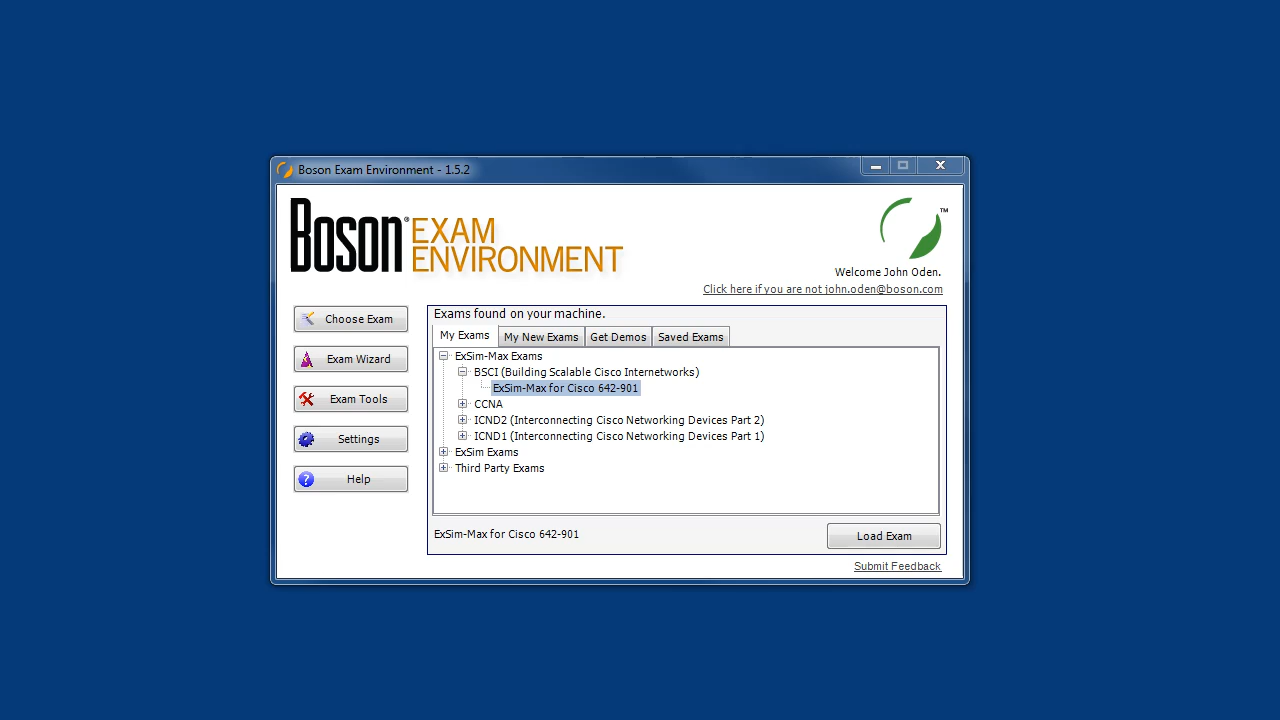 Boson Exam Environment - 1.5.2
Boson® EXAM ENVIRONMENT
™
Welcome John Oden.
Click here if you are not john.oden@boson.com
Choose Exam
Exam Wizard
Exam Tools
Settings
? Help
Exams found on your machine.
My Exams My New Exams Get Demos Saved Exams
ExSim-Max Exams
BSCI (Building Scalable Cisco Internetworks)
ExSim-Max for Cisco 642-901
CCNA
ICND2 (Interconnecting Cisco Networking Devices Part 2)
ICND1 (Interconnecting Cisco Networking Devices Part 1)
ExSim Exams
Third Party Exams
ExSim-Max for Cisco 642-901
Load Exam
Submit Feedback